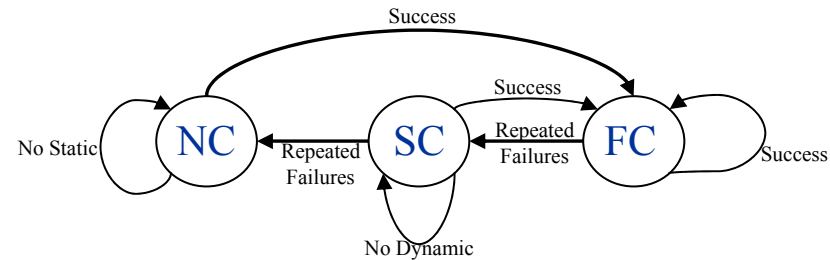 Success
No Static
NC
Repeated
Failures
SC
Success
No Dynamic
Repeated
Failures
FC
Success